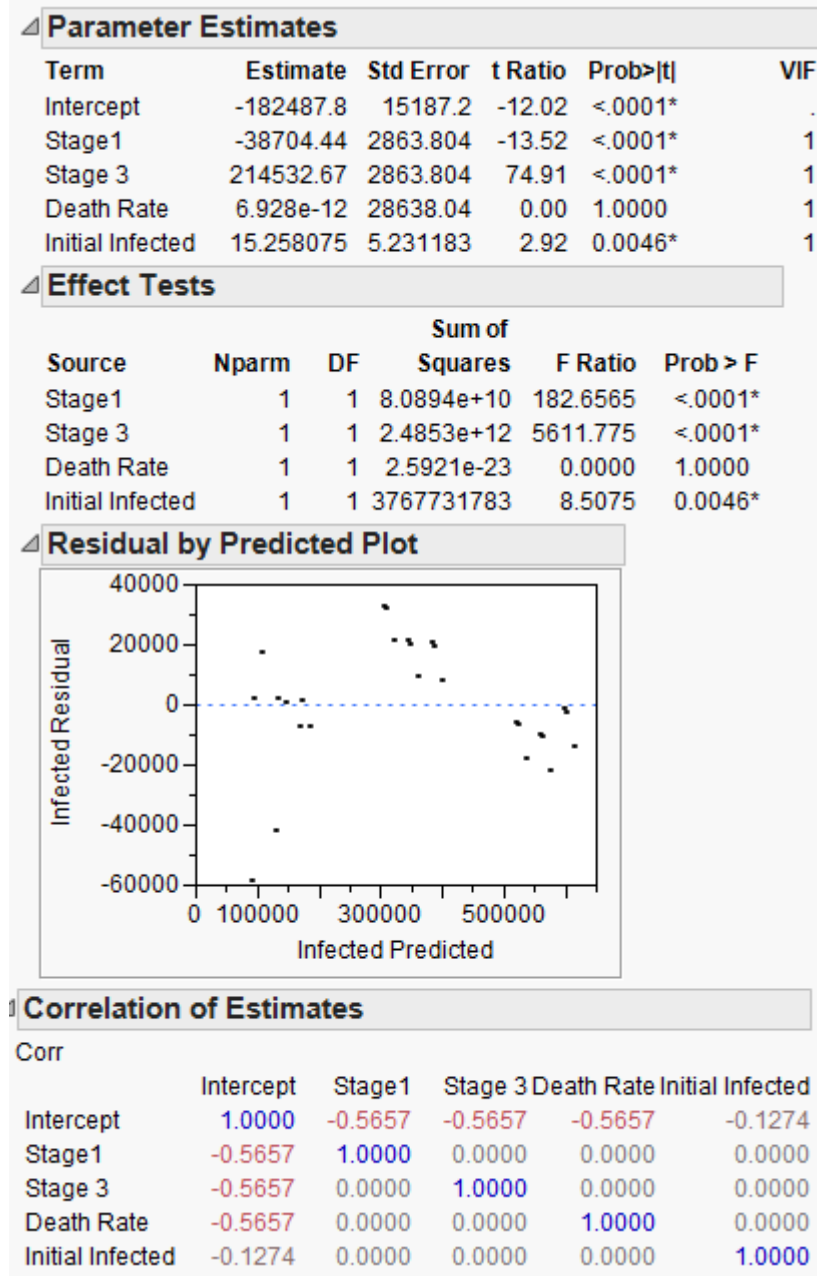 Parameter Estimates
Term Estimate Std Error t Ratio Prob>|t| VIF
Intercept -182487.8 15187.2 -12.02 <.0001* .
Stage1 -38704.44 2863.804 -13.52 <.0001* 1
Stage 3 214532.67 2863.804 74.91 <.0001* 1
Death Rate 6.928e-12 28638.04 0.00 1.0000 1
Initial Infected 15.258075 5.231183 2.92 0.0046* 1
Effect Tests
Sum of
Source Nparm DF Squares F Ratio Prob > F
Stage1 1 1 8.0894e+10 182.6565 <.0001*
Stage 3 1 1 2.4853e+12 5611.775 <.0001*
Death Rate 1 1 2.5921e-23 0.0000 1.0000
Initial Infected 1 1 3767731783 8.5075 0.0046*
Residual by Predicted Plot
40000
20000
0
-20000
-40000
-60000
Infected Residual
0 100000 300000 500000
Infected Predicted
Correlation of Estimates
Corr
Intercept Stage1 Stage 3 Death Rate Initial Infected
Intercept 1.0000 -0.5657 -0.5657 -0.5657 -0.1274
Stage1 -0.5657 1.0000 0.0000 0.0000 0.0000
Stage 3 -0.5657 0.0000 1.0000 0.0000 0.0000
Death Rate -0.5657 0.0000 0.0000 1.0000 0.0000
Initial Infected -0.1274 0.0000 0.0000 0.0000 1.0000